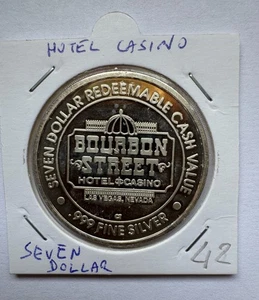 HOTEL CASINO
SEVEN DOLLAR REDEEMABLE CASH VALUE
BOURBON
STREET
HOTEL CASINO
LAS VEGAS, NEVADA
.999 FINE SILVER
SEVEN
DOLLAR
42